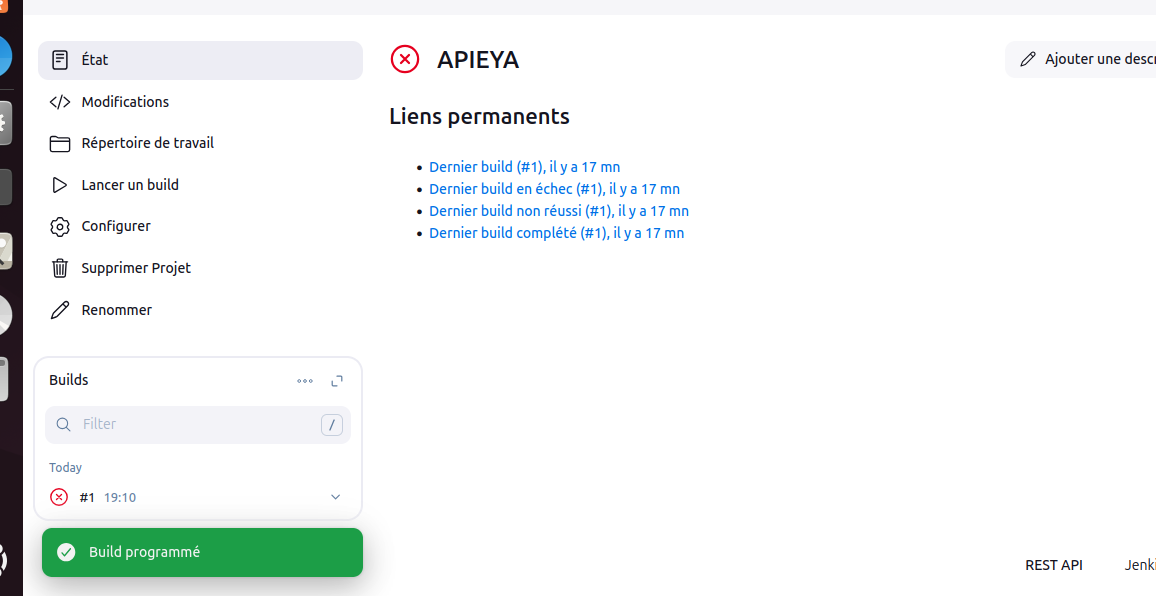 État
Modifications
Répertoire de travail
Lancer un build
Configurer
Supprimer Projet
Renommer
Builds
Filter
/
Today
#1 19:10
Build programmé
APIEYA
Ajouter une descr
Liens permanents
Dernier build (#1), il y a 17 mn
Dernier build en échec (#1), il y a 17 mn
Dernier build non réussi (#1), il y a 17 mn
Dernier build complété (#1), il y a 17 mn
REST API
Jenki